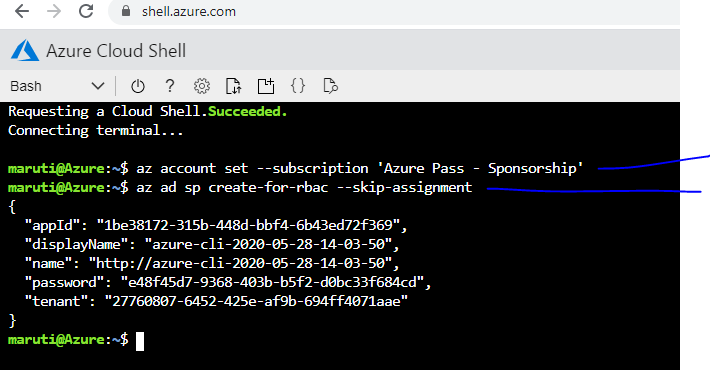 shell.azure.com
Azure Cloud Shell
Bash
Requesting a Cloud Shell.Succeeded.
Connecting terminal...
maruti@Azure:~$ az account set --subscription 'Azure Pass - Sponsorship'
maruti@Azure:~$ az ad sp create-for-rbac --skip-assignment
{
  "appId": "1be38172-315b-448d-bbf4-6b43ed72f369",
  "displayName": "azure-cli-2020-05-28-14-03-50",
  "name": "http://azure-cli-2020-05-28-14-03-50",
  "password": "e48f45d7-9368-403b-b5f2-d0bc33f684cd",
  "tenant": "27760807-6452-425e-af9b-694ff4071aae"
}
maruti@Azure:~$